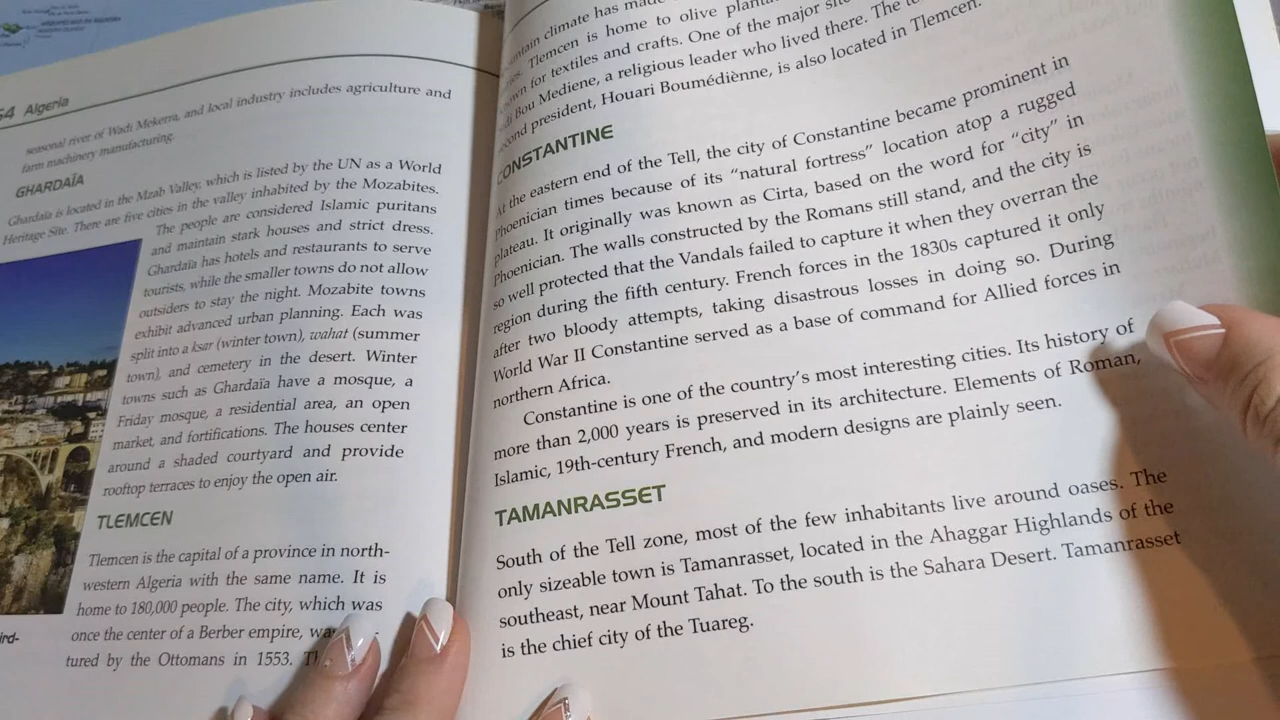 54 Algeria
seasonal river of Wadi Mekerra, and local industry includes agriculture and
farm machinery manufacturing.
GHARDAÏA
Ghardaïa is located in the Mzab Valley, which is listed by the UN as a World
Heritage Site. There are five cities in the valley inhabited by the Mozabites.
The people are considered Islamic puritans
and maintain stark houses and strict dress.
Ghardaïa has hotels and restaurants to serve
tourists, while the smaller towns do not allow
outsiders to stay the night. Mozabite towns
exhibit advanced urban planning. Each was
split into a ksar (winter town), wahat (summer
town), and cemetery in the desert. Winter
towns such as Ghardaïa have a mosque, a
Friday mosque, a residential area, an open
market, and fortifications. The houses center
around a shaded courtyard and provide
rooftop terraces to enjoy the open air.
TLEMCEN
Tlemcen is the capital of a province in north-
western Algeria with the same name. It is
home to 180,000 people. The city, which was
once the center of a Berber empire,
tured by the Ottomans in 1553.
climate has made
Tlemcen is home to olive
for textiles and crafts. One of the major
Bou Mediene, a religious leader who lived there. The
president, Houari Boumédiènne, is also located in Tlemcen.
CONSTANTINE
At the eastern end of the Tell, the city of Constantine became prominent in
Phoenician times because of its “natural fortress” location atop a rugged
plateau. It originally was known as Cirta, based on the word for “city” in
Phoenician. The walls constructed by the Romans still stand, and the city is
so well protected that the Vandals failed to capture it when they overran the
region during the fifth century. French forces in the 1830s captured it only
after two bloody attempts, taking disastrous losses in doing so. During
World War II Constantine served as a base of command for Allied forces in
northern Africa.
Constantine is one of the country’s most interesting cities. Its history of
more than 2,000 years is preserved in its architecture. Elements of Roman,
Islamic, 19th-century French, and modern designs are plainly seen.
TAMANRASSET
South of the Tell zone, most of the few inhabitants live around oases. The
only sizeable town is Tamanrasset, located in the Ahaggar Highlands of the
southeast, near Mount Tahat. To the south is the Sahara Desert. Tamanrasset
is the chief city of the Tuareg.